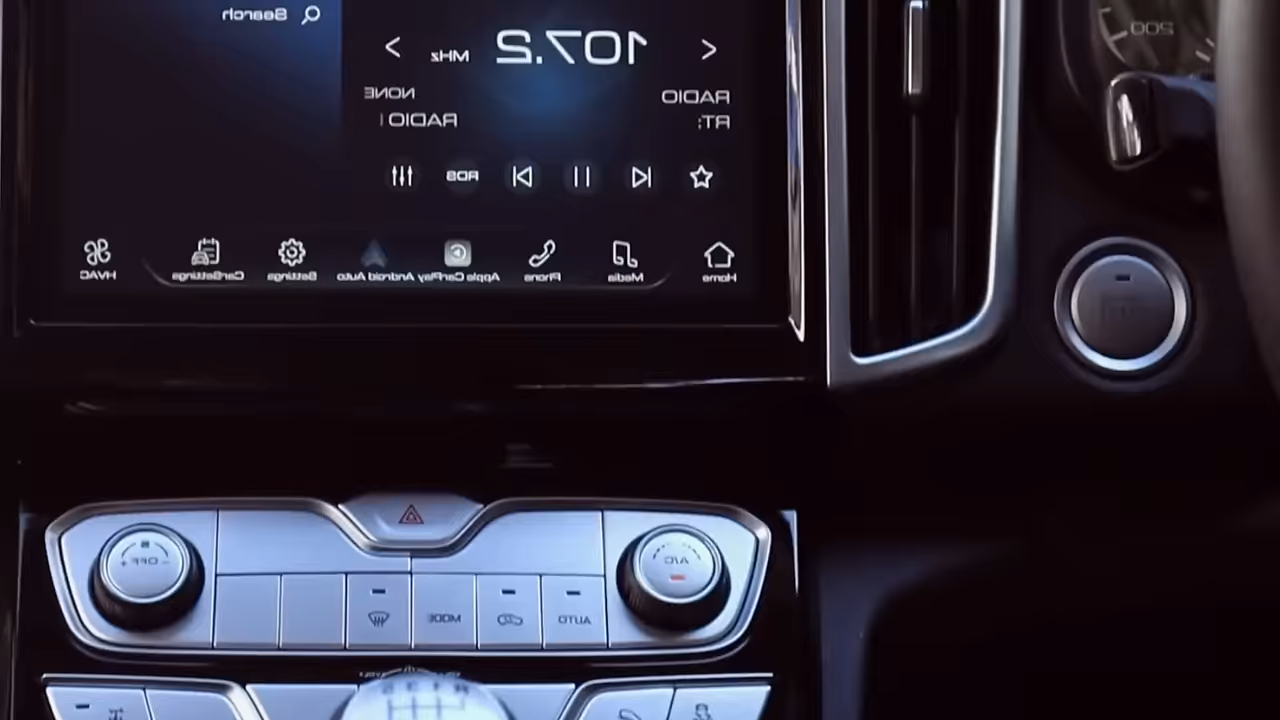 Search
107.2 MHz
RADIO NONE
RT: RADIO
RDS
Home Media Phone Apple CarPlay Android Auto Settings CarSettings HVAC
200
A/C
OFF
AUTO MODE